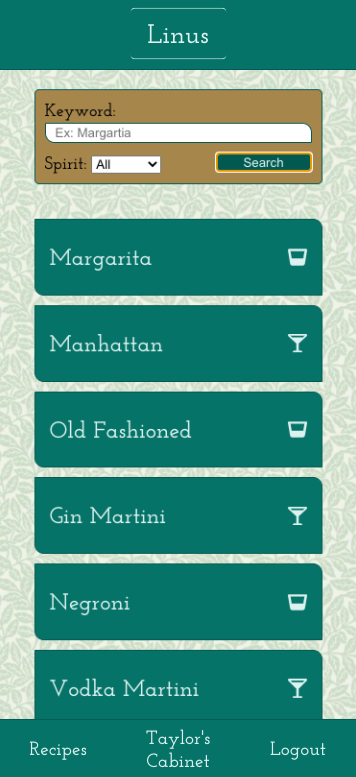 Linus
Keyword:
Ex: Margartia
Spirit: All Search
Margarita
Manhattan
Old Fashioned
Gin Martini
Negroni
Vodka Martini
Recipes
Taylor's
Cabinet
Logout